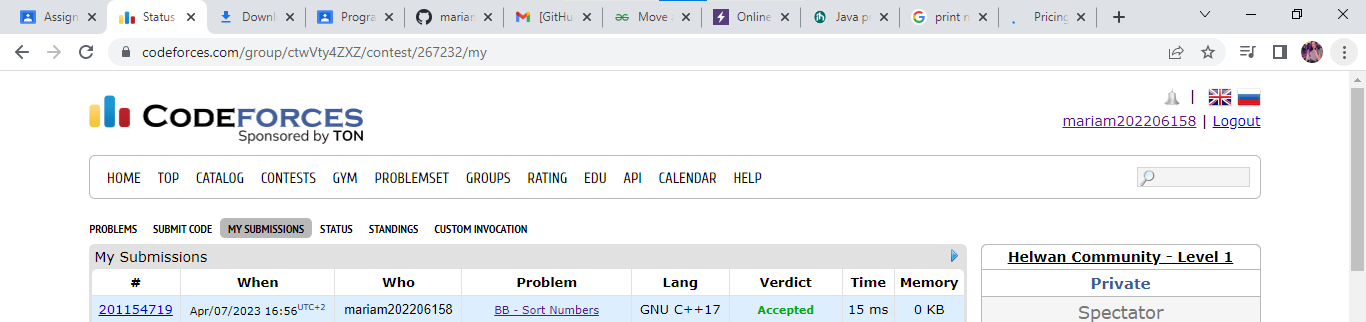 Assign
Status
Downl
Progra
mariam
[GitHu
Move
Online
Java p
print n
Pricing
codeforces.com/group/ctwVty4ZXZ/contest/267232/my
CODEFORCES
Sponsored by TON
mariam202206158 | Logout
HOME TOP CATALOG CONTESTS GYM PROBLEMSET GROUPS RATING EDU API CALENDAR HELP
PROBLEMS SUBMIT CODE MY SUBMISSIONS STATUS STANDINGS CUSTOM INVOCATION
My Submissions
# When Who Problem Lang Verdict Time Memory
201154719 Apr/07/2023 16:56UTC+2 mariam202206158 BB - Sort Numbers GNU C++17 Accepted 15 ms 0 KB
Helwan Community - Level 1
Private
Spectator